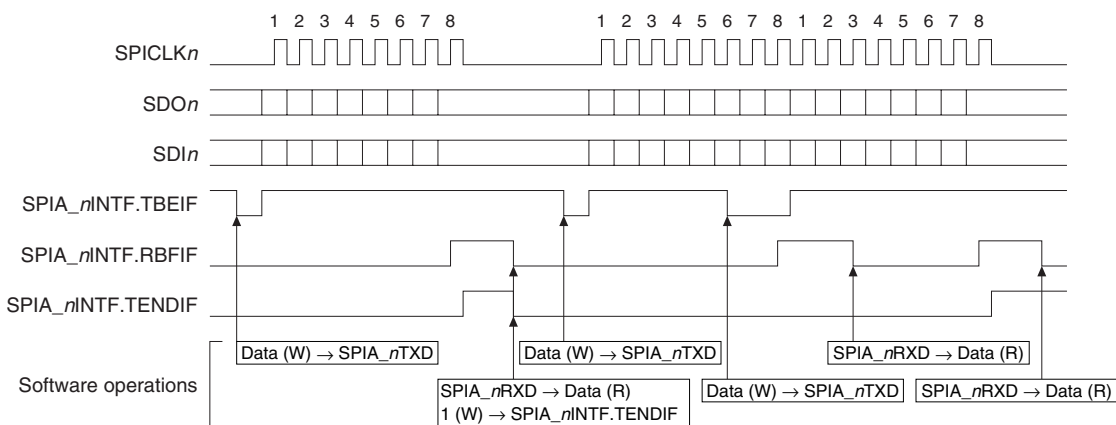 1 2 3 4 5 6 7 8 1 2 3 4 5 6 7 8 1 2 3 4 5 6 7 8
SPICLKn
SDOn
SDIn
SPIA_nINTF.TBEIF
SPIA_nINTF.RBFIF
SPIA_nINTF.TENDIF
Software operations
Data (W) → SPIA_nTXD
Data (W) → SPIA_nTXD
SPIA_nRXD → Data (R)
SPIA_nRXD → Data (R)
1 (W) → SPIA_nINTF.TENDIF
Data (W) → SPIA_nTXD
SPIA_nRXD → Data (R)